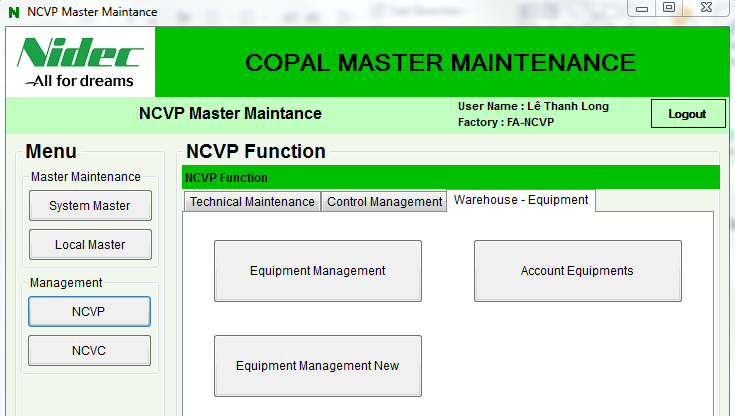 NCVP Master Maintance
Nidec
All for dreams
COPAL MASTER MAINTENANCE
NCVP Master Maintance
User Name : Lê Thanh Long
Factory : FA-NCVP
Logout
Menu
Master Maintenance
System Master
Local Master
Management
NCVP
NCVC
NCVP Function
NCVP Function
Technical Maintenance
Control Management
Warehouse - Equipment
Equipment Management
Account Equipments
Equipment Management New